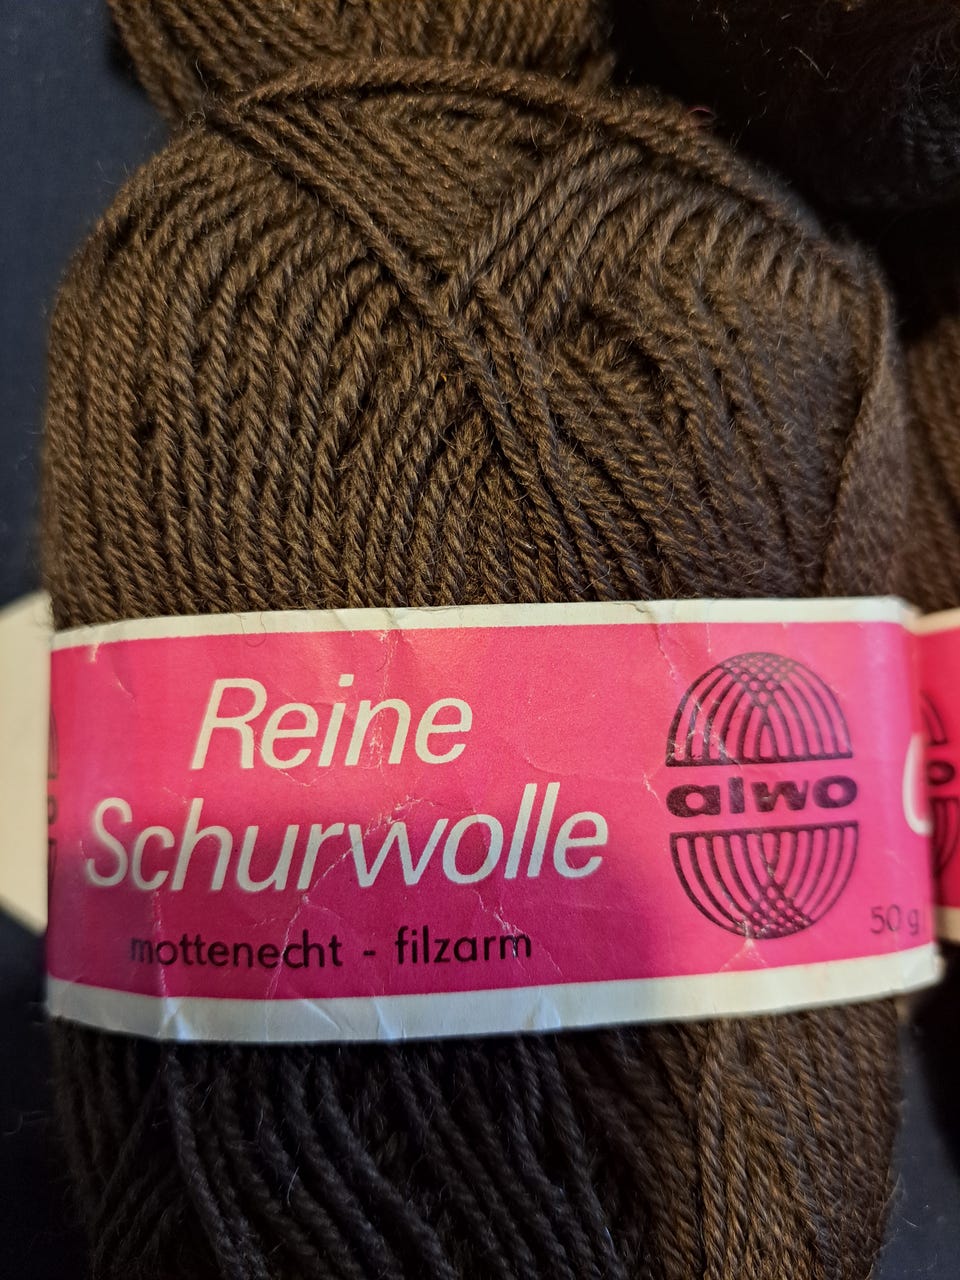 Reine
Schurwolle
mottenecht - filzarm
alwo
50 g